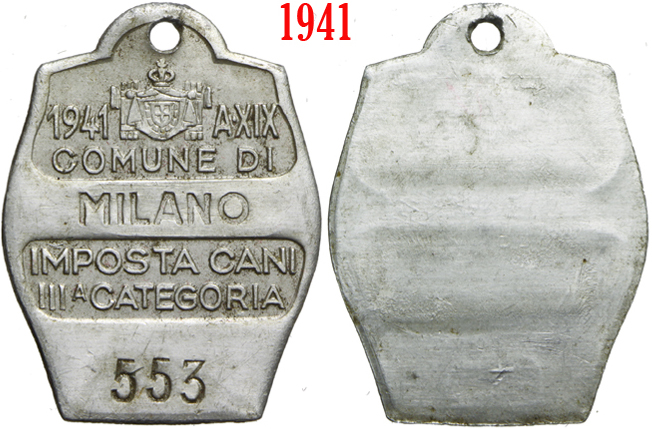 1941
1941 A·XIX
COMUNE DI
MILANO
IMPOSTA CANI
IIIA CATEGORIA
553